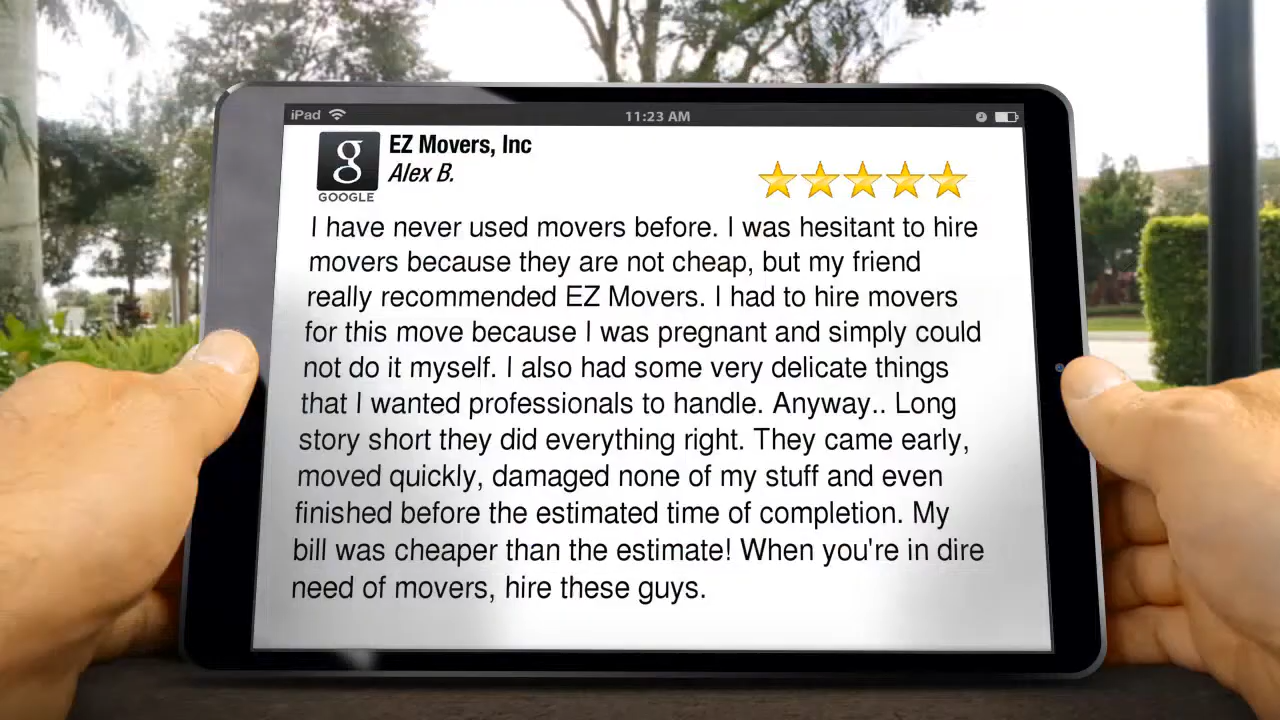 iPad 11:23 AM
g EZ Movers, Inc
Alex B.
GOOGLE
I have never used movers before. I was hesitant to hire
movers because they are not cheap, but my friend
really recommended EZ Movers. I had to hire movers
for this move because I was pregnant and simply could
not do it myself. I also had some very delicate things
that I wanted professionals to handle. Anyway.. Long
story short they did everything right. They came early,
moved quickly, damaged none of my stuff and even
finished before the estimated time of completion. My
bill was cheaper than the estimate! When you're in dire
need of movers, hire these guys.